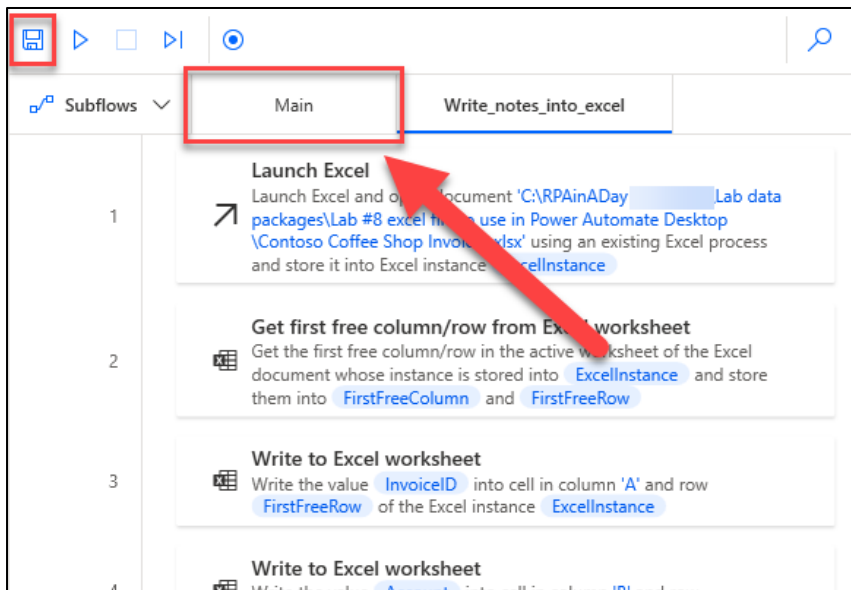 Subflows Main Write_notes_into_excel
1
Launch Excel
Launch Excel and document 'C:\RPAinADay Lab data
packages\Lab #8 excel use in Power Automate Desktop
\Contoso Coffee Shop using an existing Excel process
and store it into Excel instance
2
Get first free column/row from worksheet
Get the first free column/row in the active worksheet of the Excel
document whose instance is stored into ExcelInstance and store
them into FirstFreeColumn and FirstFreeRow
3
Write to Excel worksheet
Write the value InvoiceID into cell in column 'A' and row
FirstFreeRow of the Excel instance ExcelInstance
Write to Excel worksheet